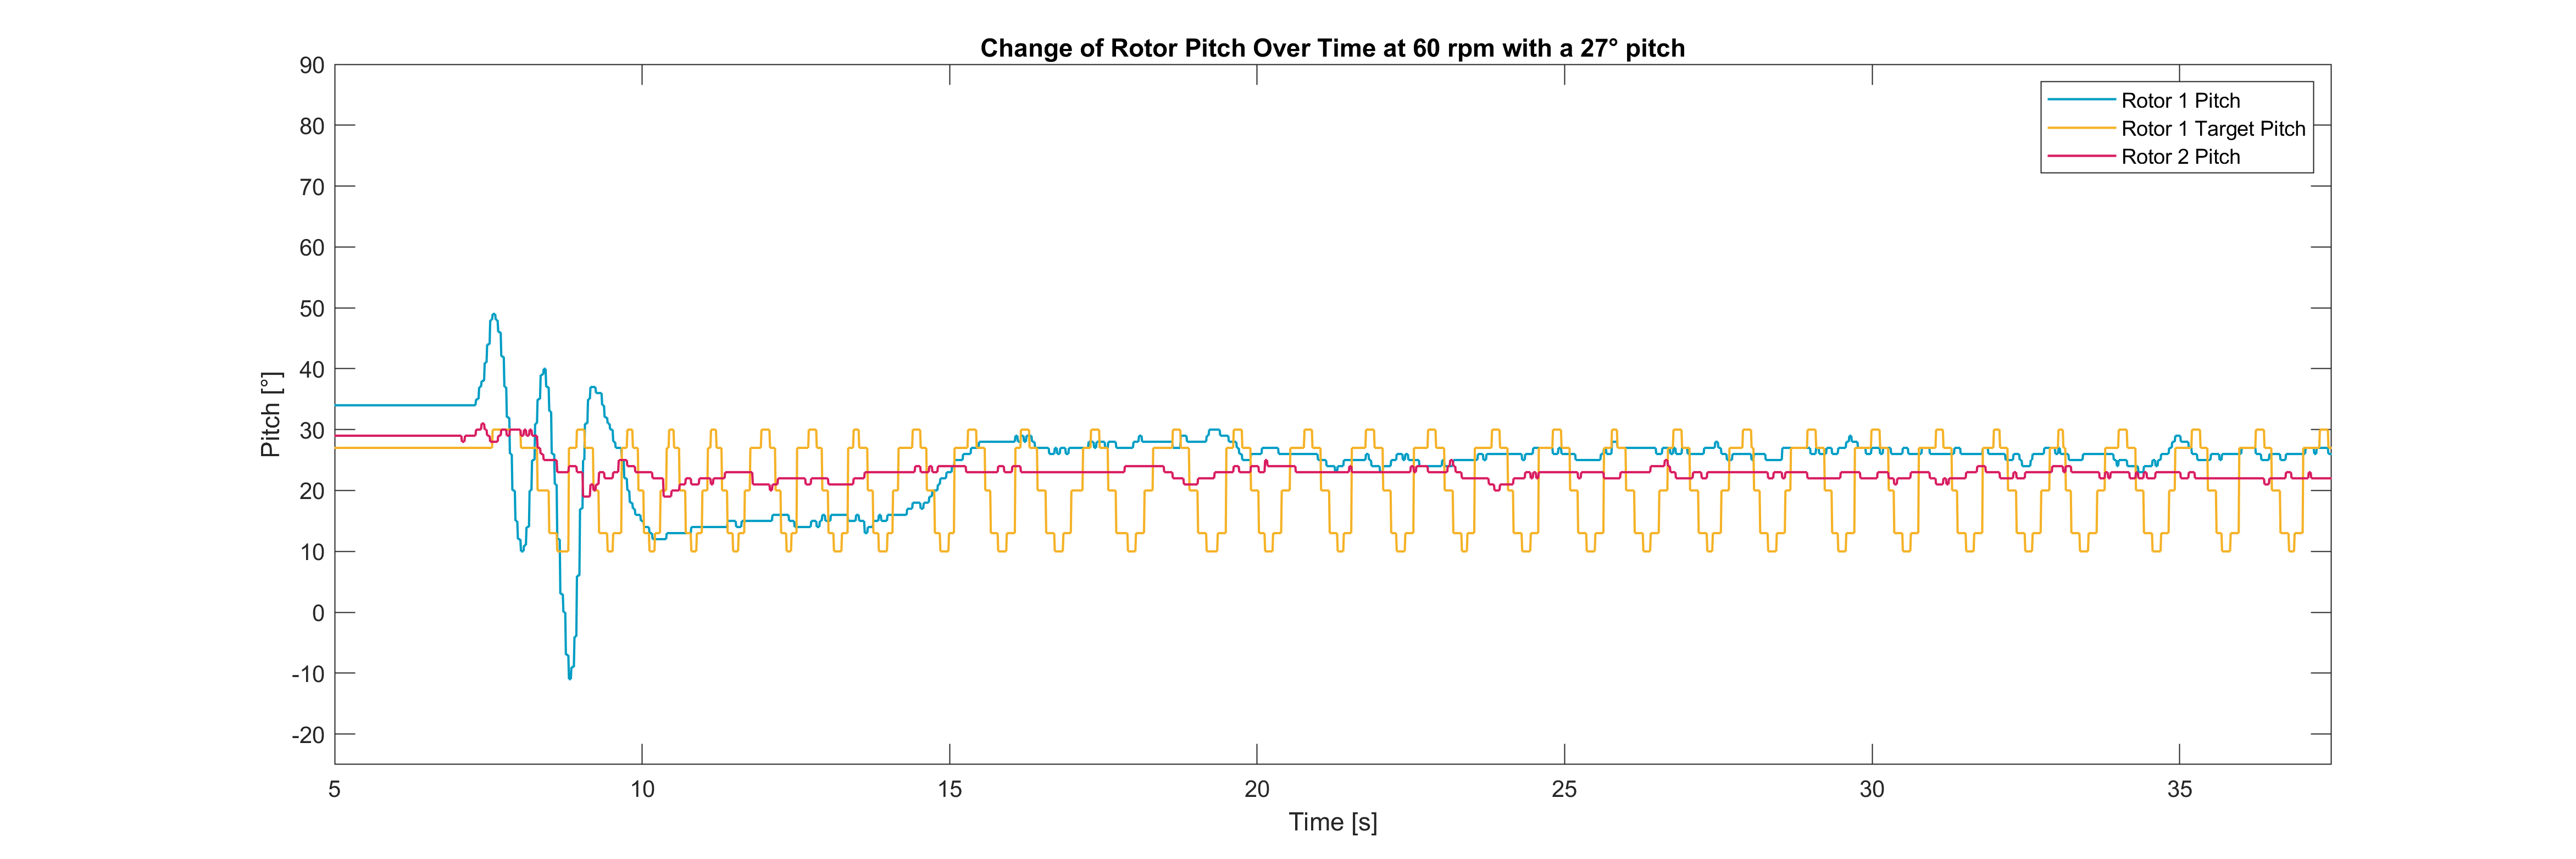 Change of Rotor Pitch Over Time at 60 rpm with a 27° pitch
90
80
70
60
50
40
30
20
10
0
-10
-20
Pitch [°]
Rotor 1 Pitch
Rotor 1 Target Pitch
Rotor 2 Pitch
5 10 15 20 25 30 35
Time [s]